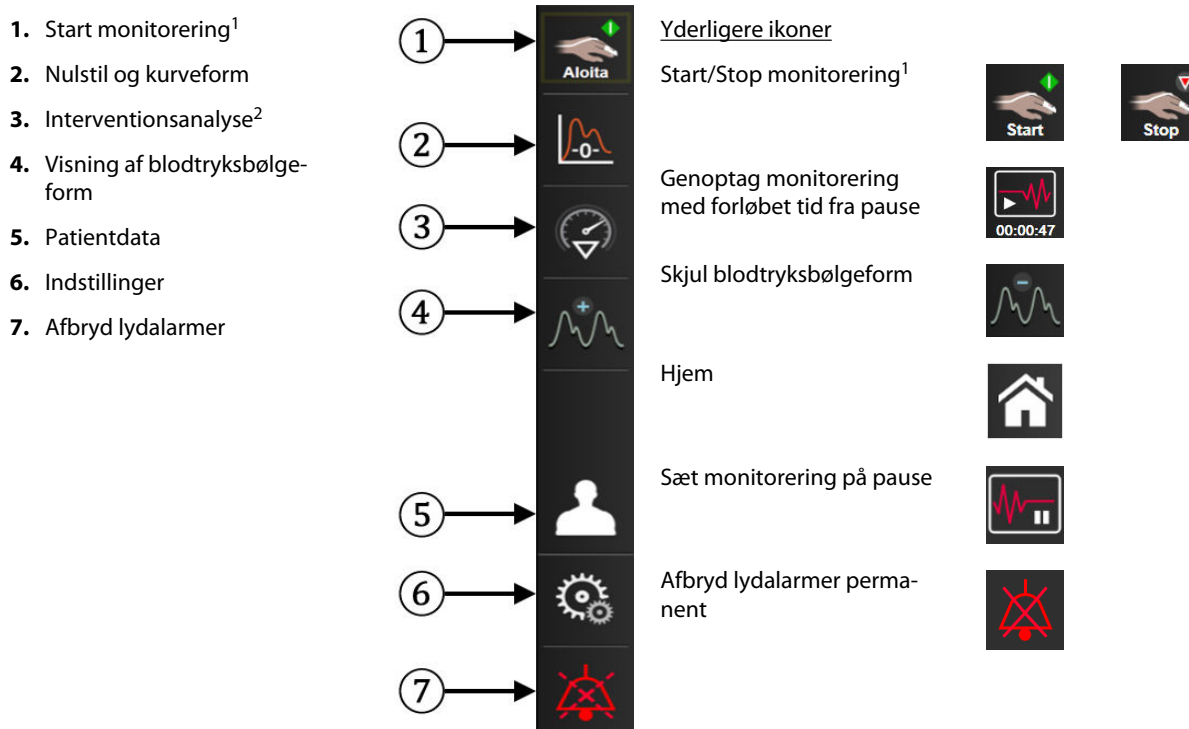 1. Start monitorering1
2. Nulstil og kurveform
3. Interventionsanalyse2
4. Visning af blodtryksbølge-
form
5. Patientdata
6. Indstillinger
7. Afbryd lydalarmer
1
Aloita
2
-0-
3
4
5
6
7
Yderligere ikoner
Start/Stop monitorering1
Start
Stop
Genoptag monitorering
med forløbet tid fra pause
00:00:47
Skjul blodtryksbølgeform
Hjem
Sæt monitorering på pause
Afbryd lydalarmer perma-
nent